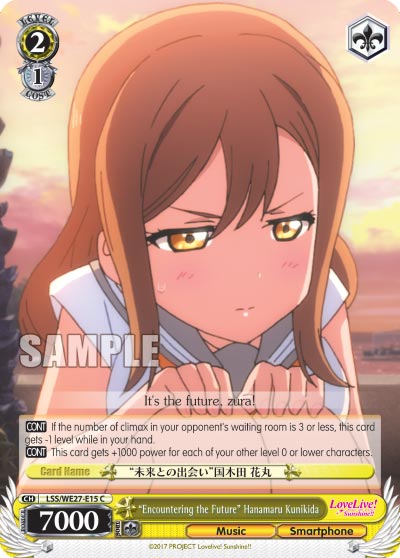 LEVEL
2
1
COST
SAMPLE
It's the future, zura!
CONT If the number of climax in your opponent's waiting room is 3 or less, this card
gets -1 level while in your hand.
CONT This card gets +1000 power for each of your other level 0 or lower characters.
Card Name
“未来との出会い”国木田 花丸
CH LSS/WE27-E15 C
"Encountering the Future" Hanamaru Kunikida
LoveLive!
Sunshine!!
POWER
7000
SOUL
Music
Smartphone
©2017 PROJECT Lovelive! Sunshine!!